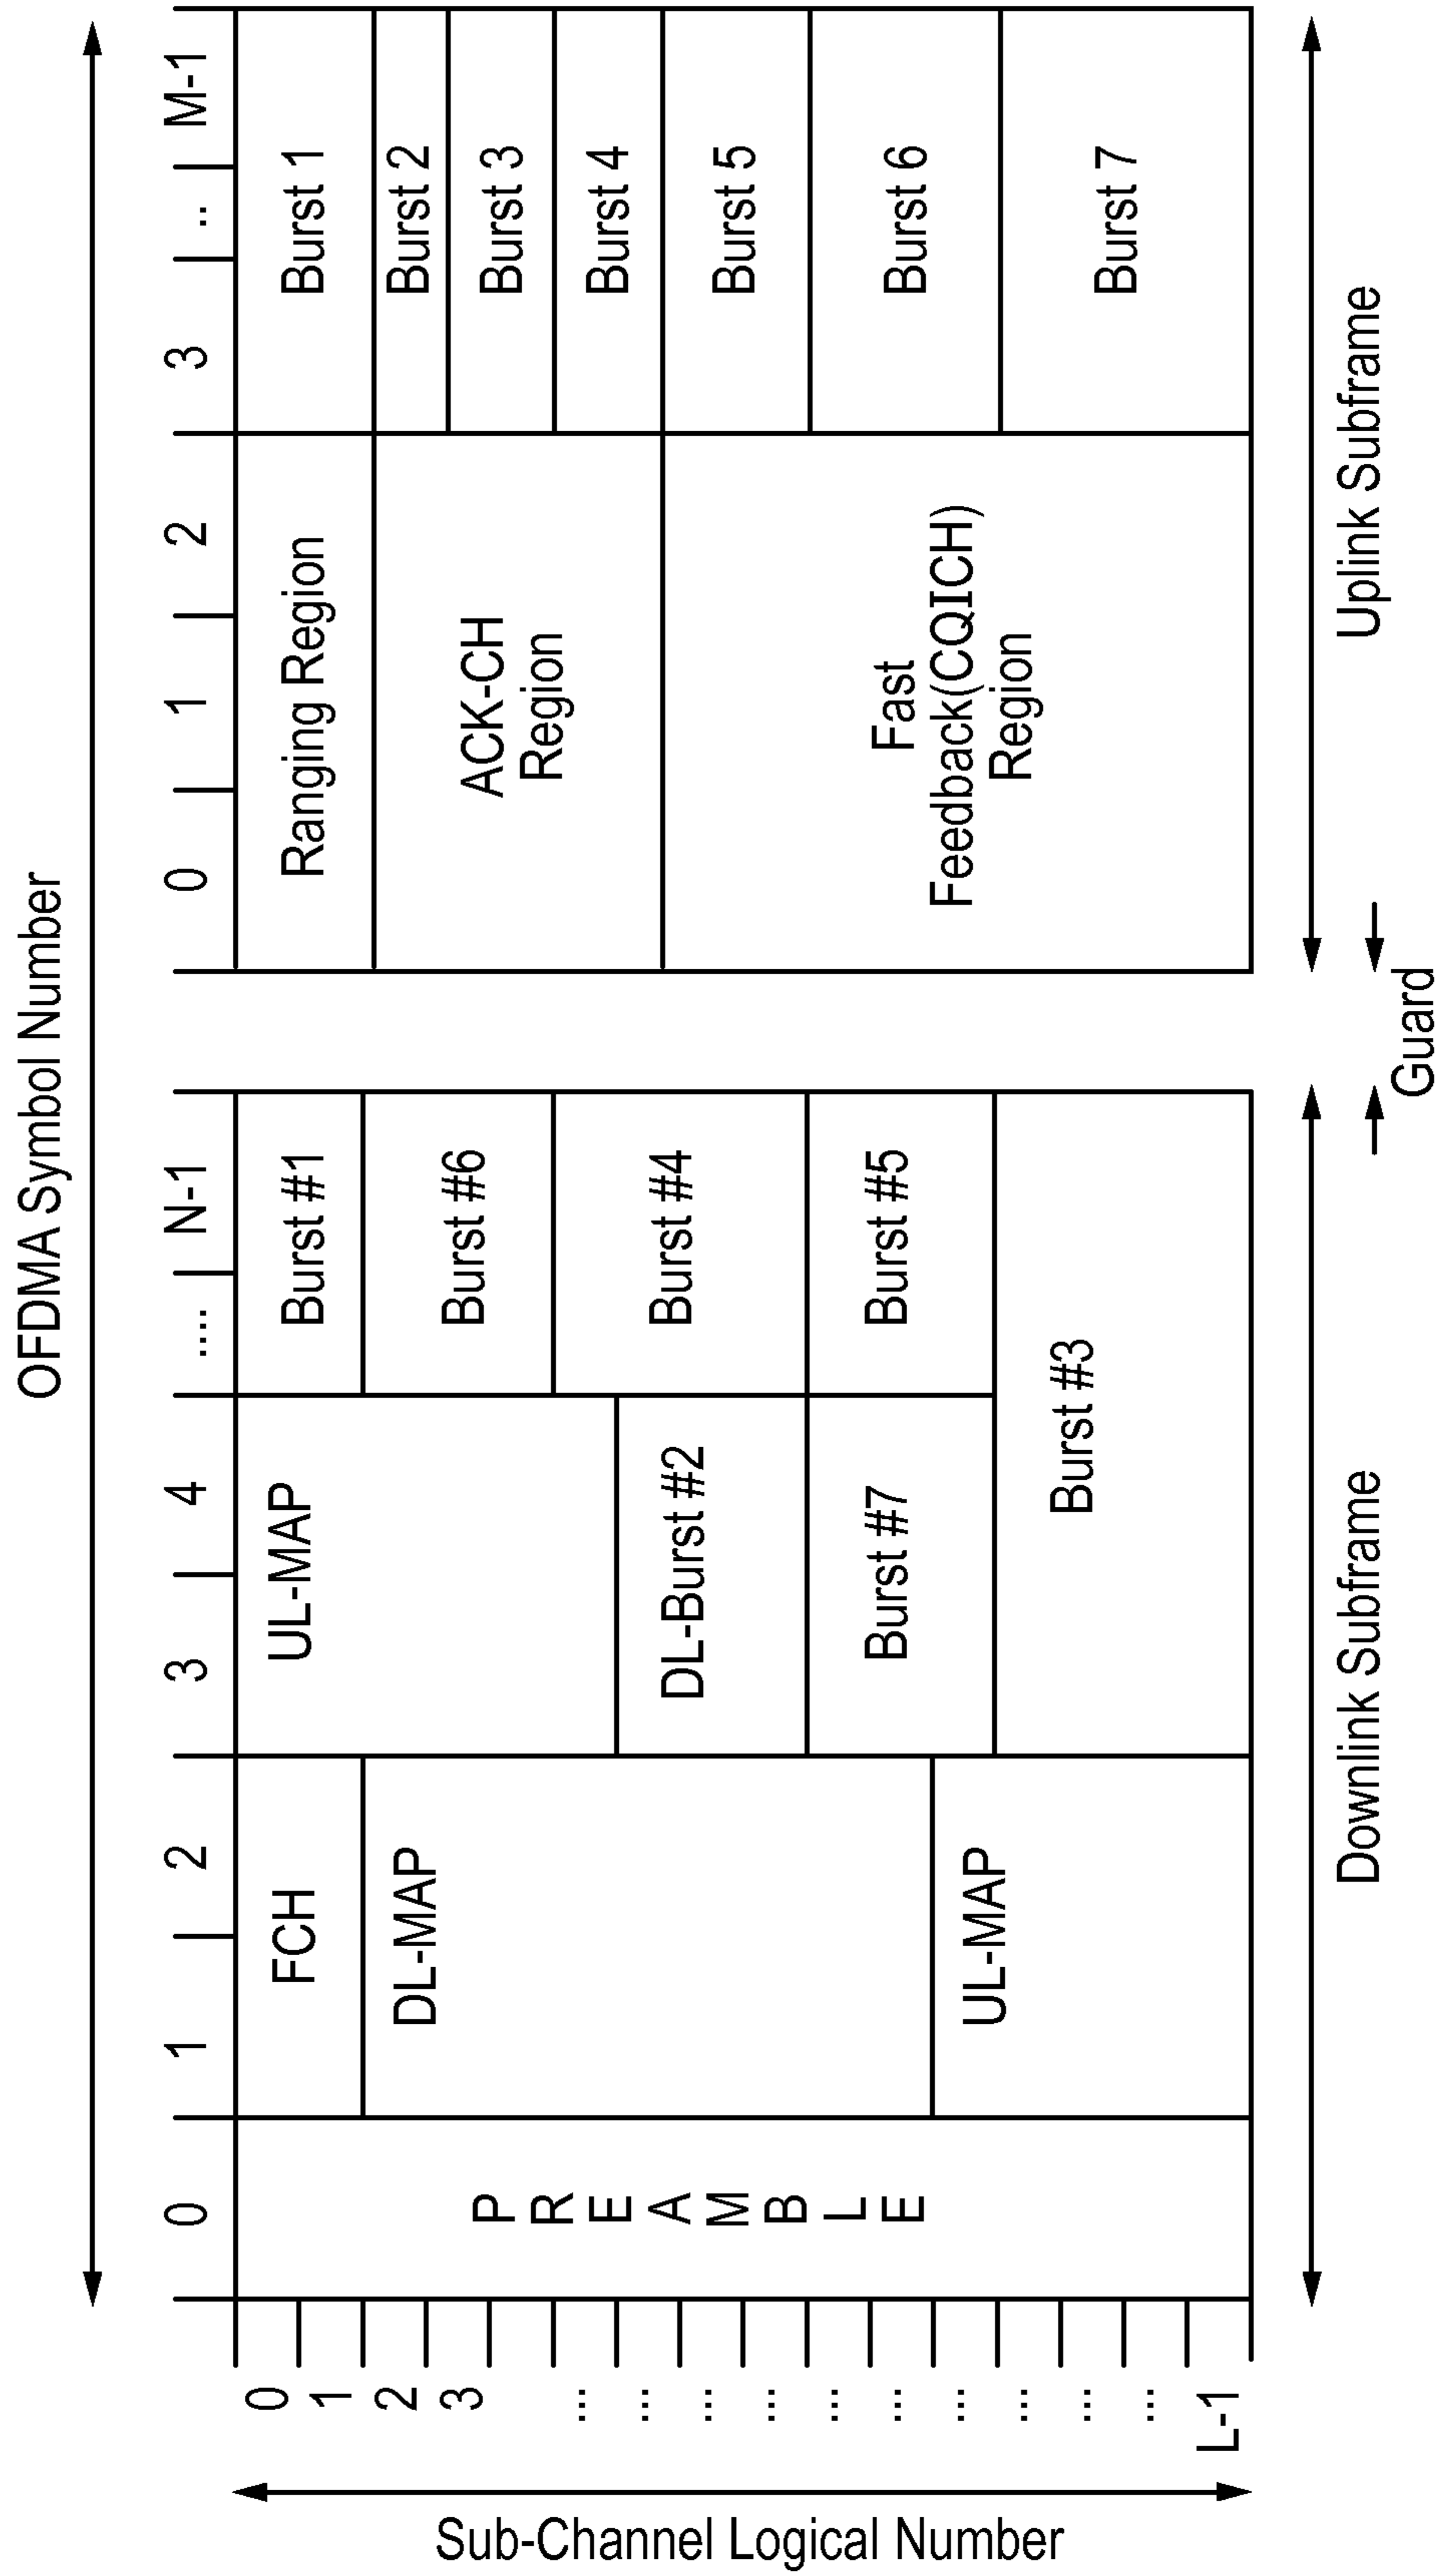 OFDMA Symbol Number
0
1
2
3
4
....
N-1
0
1
2
3
..
M-1
Sub-Channel Logical Number
0
1
2
3
...
...
...
...
...
...
...
...
...
...
L-1
P
R
E
A
M
B
L
E
FCH
DL-MAP
UL-MAP
UL-MAP
DL-Burst #2
Burst #7
Burst #3
Burst #1
Burst #6
Burst #4
Burst #5
Ranging Region
ACK-CH
Region
Fast
Feedback(CQICH)
Region
Burst 1
Burst 2
Burst 3
Burst 4
Burst 5
Burst 6
Burst 7
Downlink Subframe
Guard
Uplink Subframe